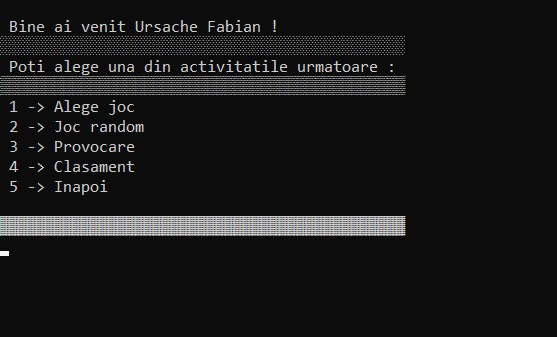 Bine ai venit Ursache Fabian !
Poti alege una din activitatile urmatoare :
1 -> Alege joc
2 -> Joc random
3 -> Provocare
4 -> Clasament
5 -> Inapoi